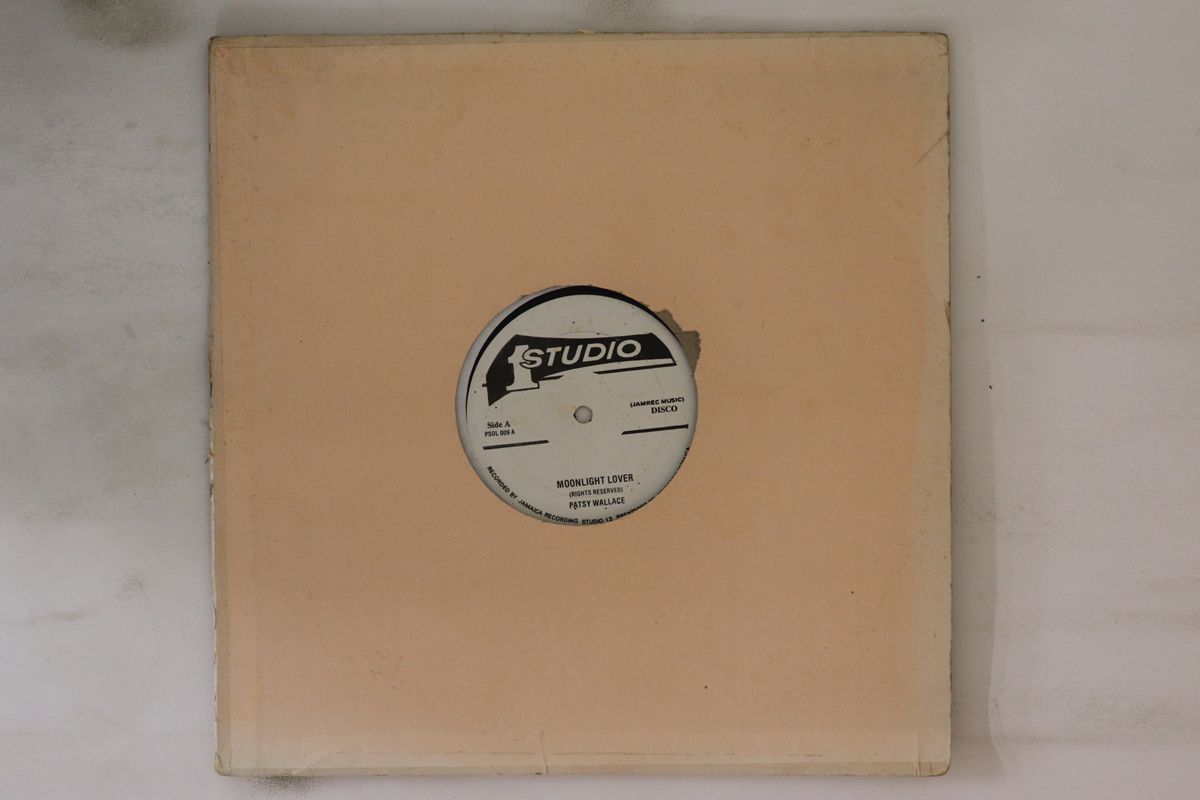 1 STUDIO
(JAMREC MUSIC)
DISCO
Side A
PSOL 009 A
MOONLIGHT LOVER
(RIGHTS RESERVED)
PATSY WALLACE
RECORDED BY JAMAICA RECORDING STUDIO 13